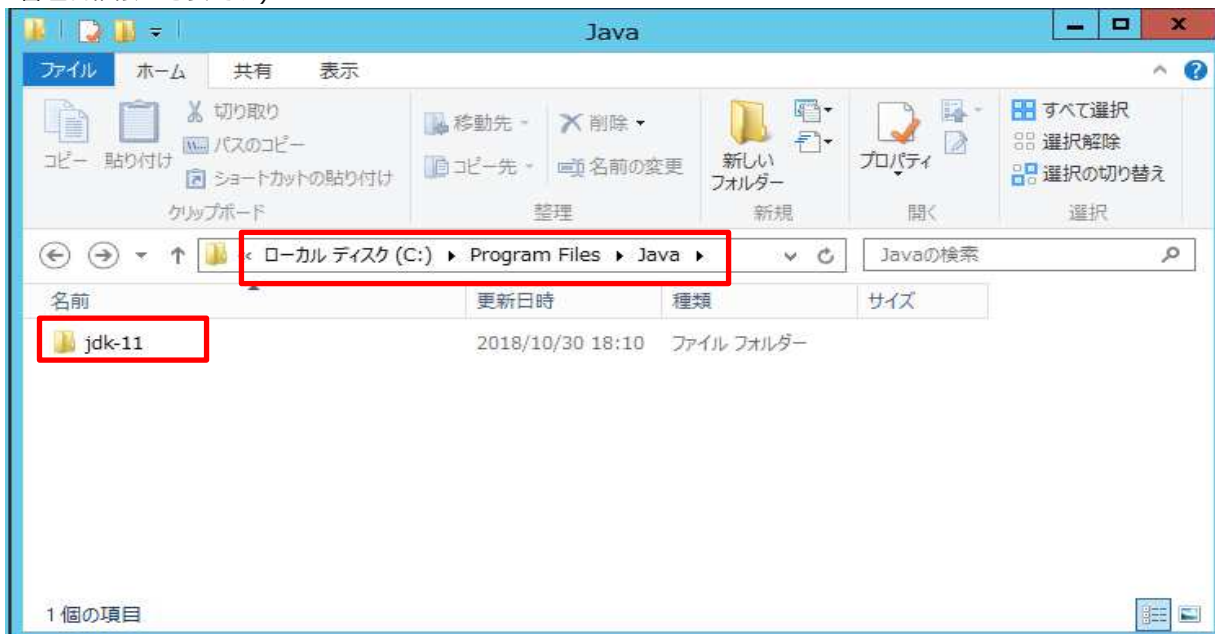 Java
ファイル ホーム 共有 表示
コピー 貼り付け 切り取り パスのコピー ショートカットの貼り付け
移動先 コピー先 削除 名前の変更
新しい フォルダー
プロパティ
すべて選択
選択解除
選択の切り替え
クリップボード 整理 新規 開く 選択
« ローカル ディスク (C:) ▸ Program Files ▸ Java ▸ Javaの検索
名前 更新日時 種類 サイズ
jdk-11 2018/10/30 18:10 ファイル フォルダー
1 個の項目